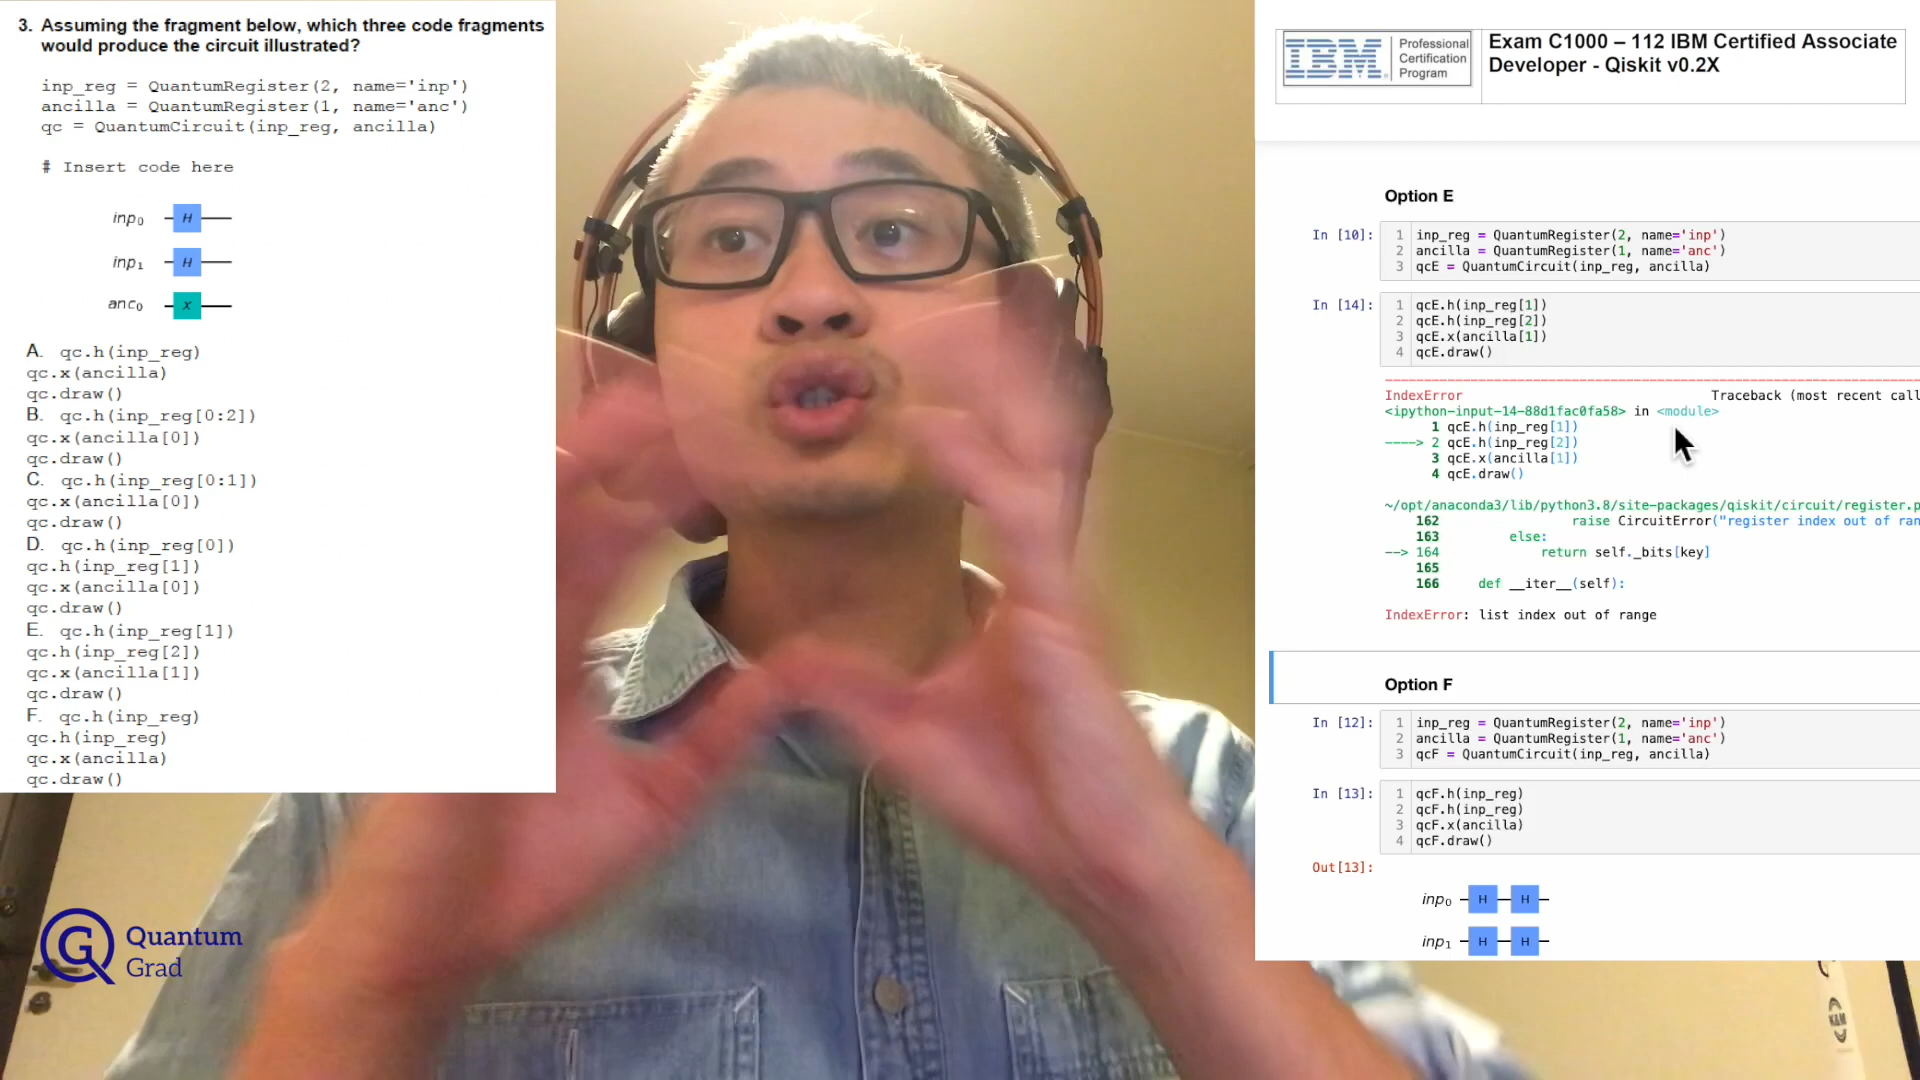 3. Assuming the fragment below, which three code fragments
would produce the circuit illustrated?
inp_reg = QuantumRegister(2, name='inp')
ancilla = QuantumRegister(1, name='anc')
qc = QuantumCircuit(inp_reg, ancilla)
# Insert code here
inp0 H
inp1 H
anc0 X
A. qc.h(inp_reg)
qc.x(ancilla)
qc.draw()
B. qc.h(inp_reg[0:2])
qc.x(ancilla[0])
qc.draw()
C. qc.h(inp_reg[0:1])
qc.x(ancilla[0])
qc.draw()
D. qc.h(inp_reg[0])
qc.h(inp_reg[1])
qc.x(ancilla[0])
qc.draw()
E. qc.h(inp_reg[1])
qc.h(inp_reg[2])
qc.x(ancilla[1])
qc.draw()
F. qc.h(inp_reg)
qc.h(inp_reg)
qc.x(ancilla)
qc.draw()
Quantum
Grad
IBM. Professional
Certification
Program
Exam C1000 – 112 IBM Certified Associate
Developer - Qiskit v0.2X
Option E
In [10]: 1 inp_reg = QuantumRegister(2, name='inp')
2 ancilla = QuantumRegister(1, name='anc')
3 qcE = QuantumCircuit(inp_reg, ancilla)
In [14]: 1 qcE.h(inp_reg[1])
2 qcE.h(inp_reg[2])
3 qcE.x(ancilla[1])
4 qcE.draw()
IndexError Traceback (most recent call
<ipython-input-14-88d1fac0fa58> in <module>
1 qcE.h(inp_reg[1])
----> 2 qcE.h(inp_reg[2])
3 qcE.x(ancilla[1])
4 qcE.draw()
~/opt/anaconda3/lib/python3.8/site-packages/qiskit/circuit/register.p
162 raise CircuitError("register index out of ran
163 else:
--> 164 return self._bits[key]
165
166 def __iter__(self):
IndexError: list index out of range
Option F
In [12]: 1 inp_reg = QuantumRegister(2, name='inp')
2 ancilla = QuantumRegister(1, name='anc')
3 qcF = QuantumCircuit(inp_reg, ancilla)
In [13]: 1 qcF.h(inp_reg)
2 qcF.h(inp_reg)
3 qcF.x(ancilla)
4 qcF.draw()
Out[13]:
inp0 H H
inp1 H H